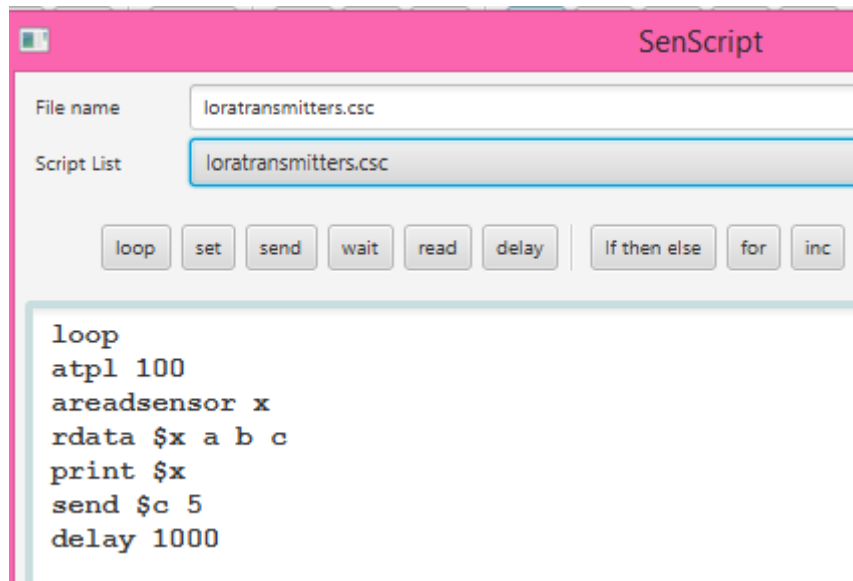 SenScript
File name loratransmitters.csc
Script List loratransmitters.csc
loop set send wait read delay If then else for inc
loop
atpl 100
areadsensor x
rdata $x a b c
print $x
send $c 5
delay 1000